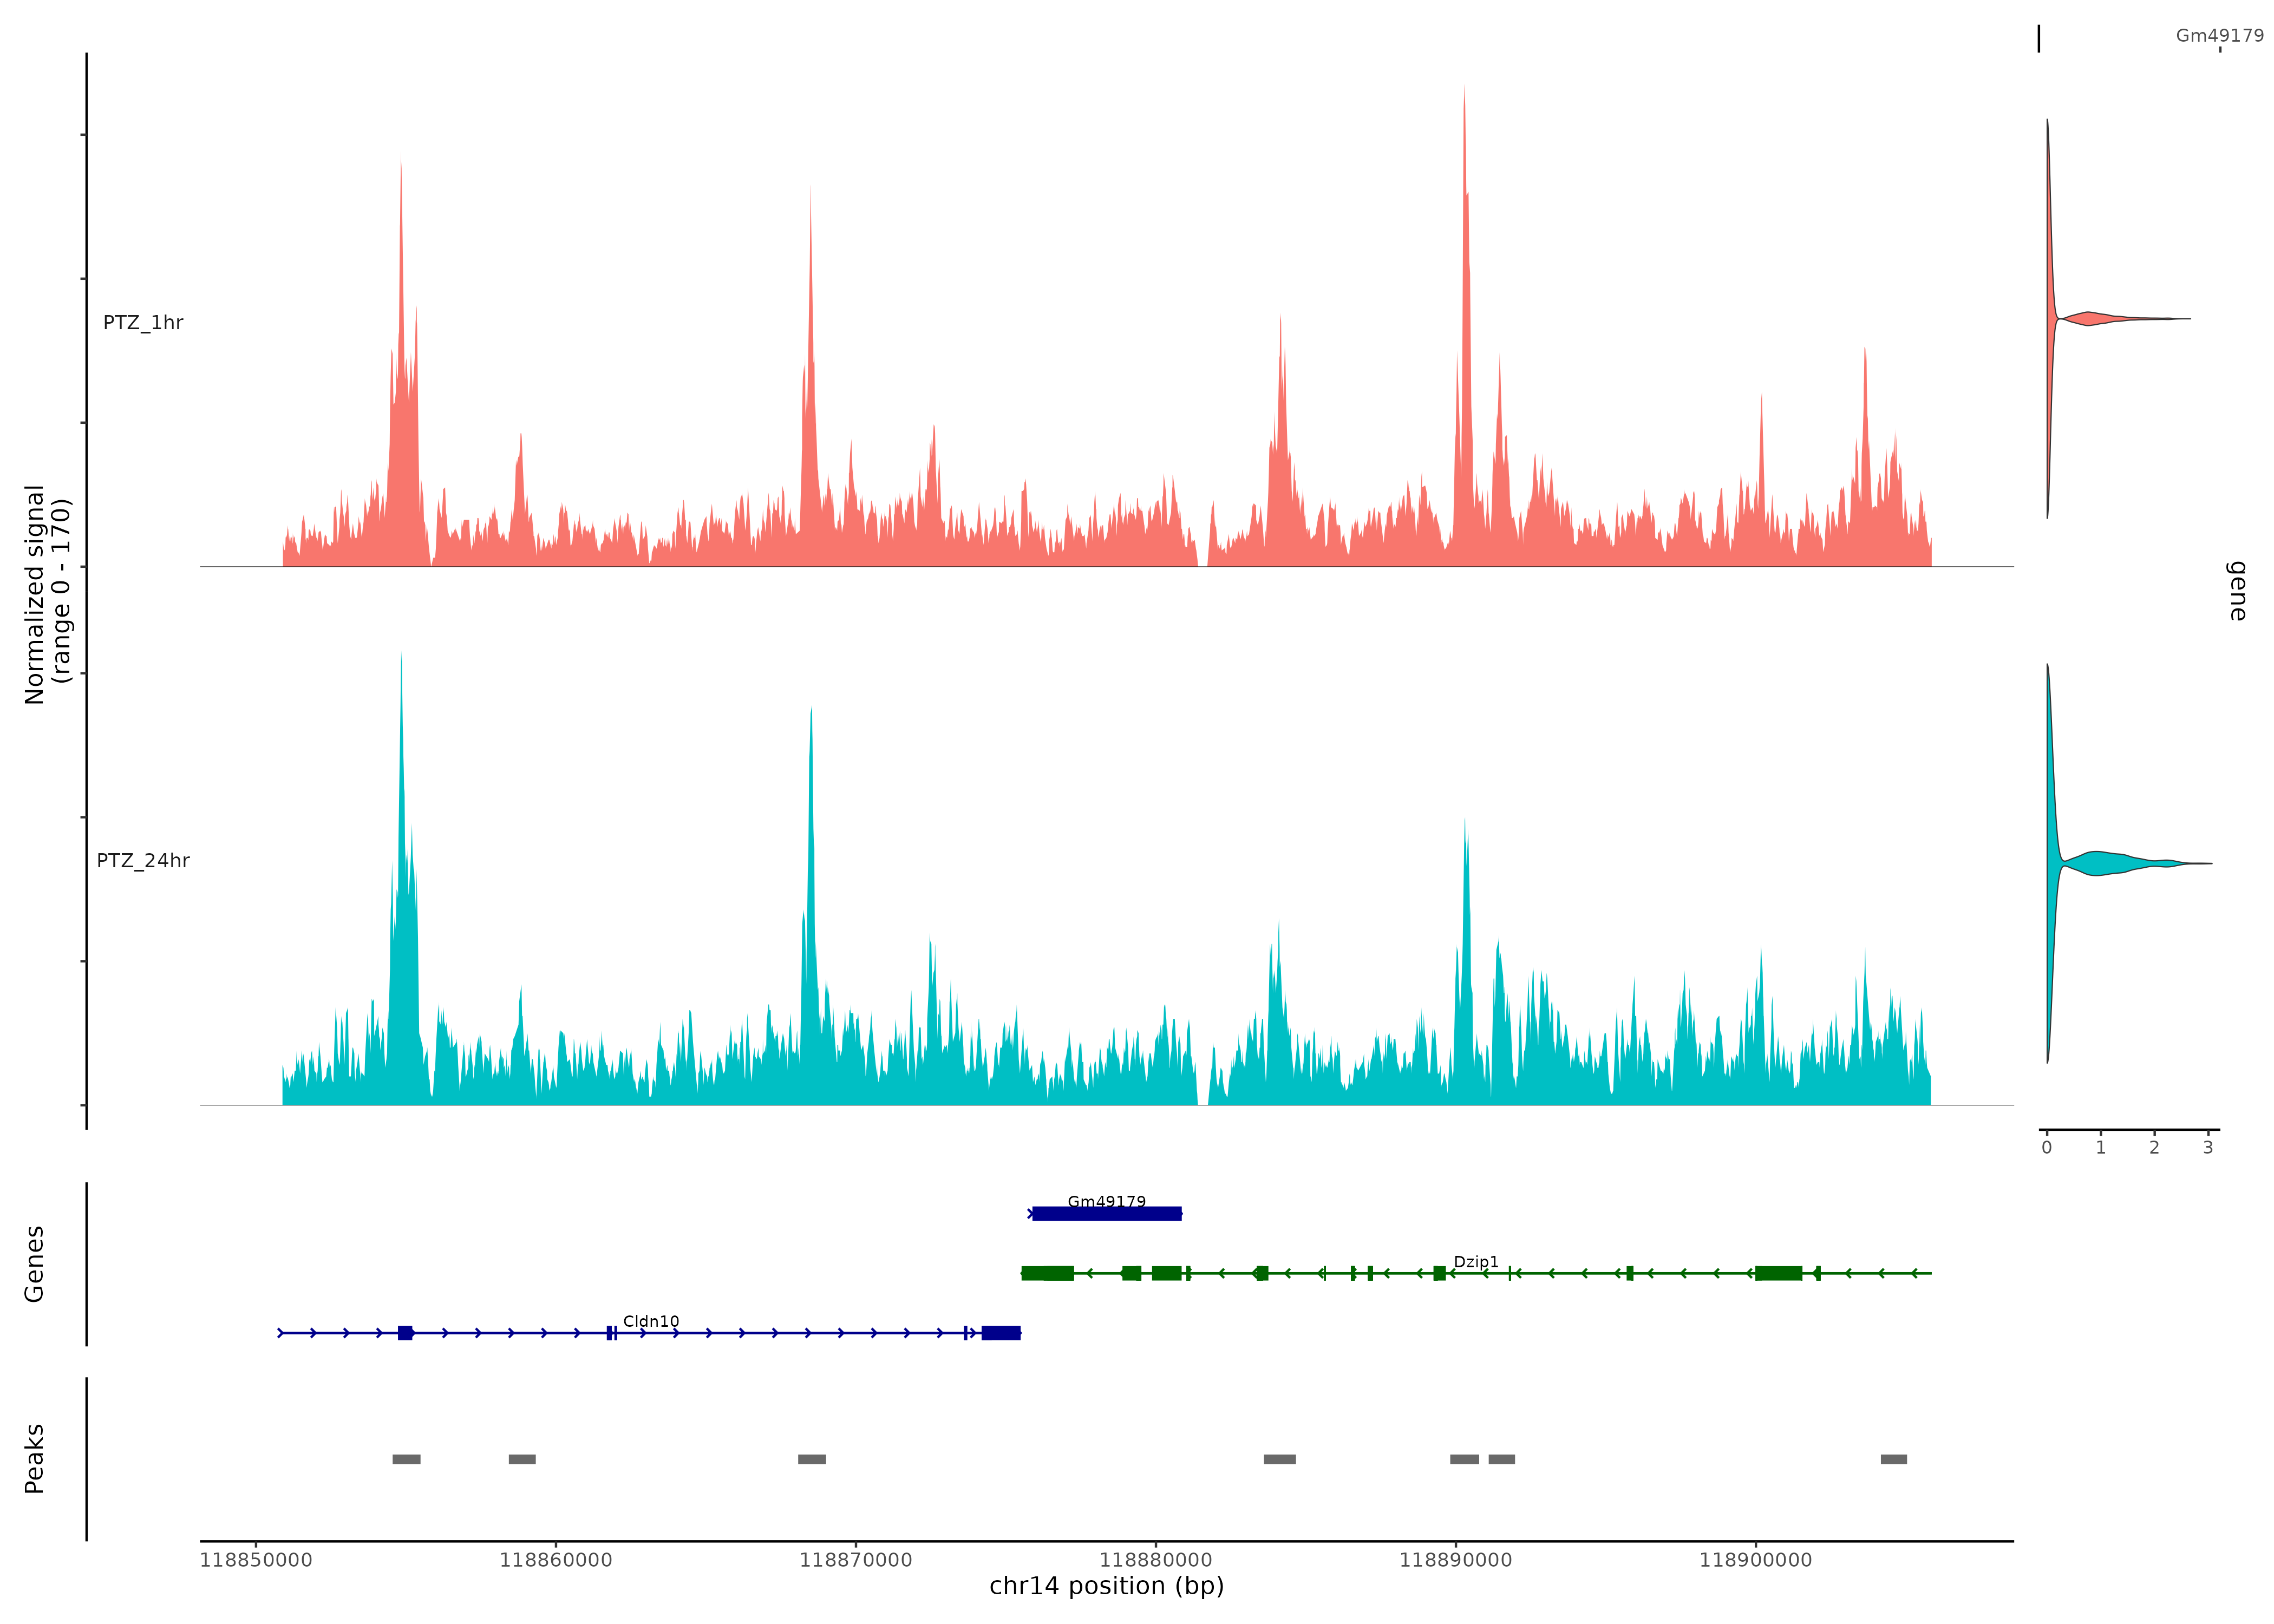 Gm49179
Normalized signal
(range 0 - 170)
PTZ_1hr
PTZ_24hr
gene
0 1 2 3
Genes
Gm49179
Dzip1
Cldn10
Peaks
118850000 118860000 118870000 118880000 118890000 118900000
chr14 position (bp)